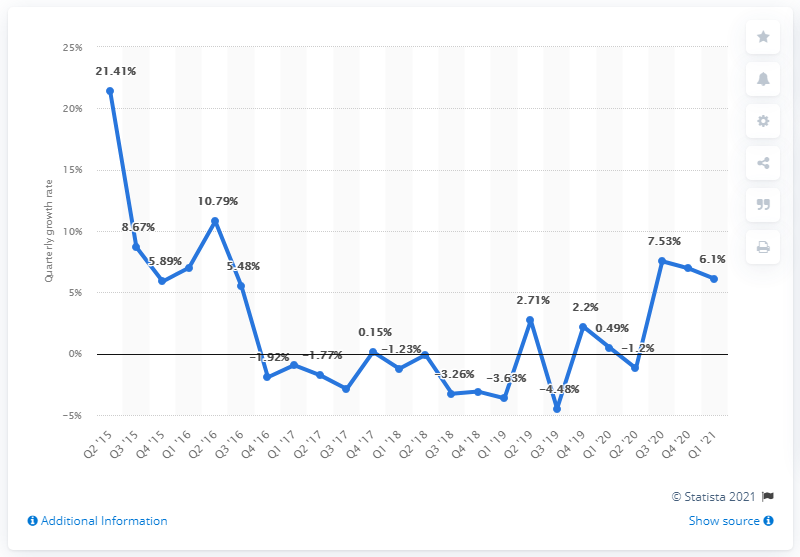 25%
21.41%
20%
15%
10.79%
10%
8.67%
7.53%
5.89%
5.48%
6.1%
5%
2.71%
2.2%
0.15%
0.49%
0%
-1.92%
-1.77%
-1.23%
-1.2%
-3.26%
-3.63%
-4.48%
-5%
Quarterly growth rate
Q2 '15
Q3 '15
Q4 '15
Q1 '16
Q2 '16
Q3 '16
Q4 '16
Q1 '17
Q2 '17
Q3 '17
Q4 '17
Q1 '18
Q2 '18
Q3 '18
Q4 '18
Q1 '19
Q2 '19
Q3 '19
Q4 '19
Q1 '20
Q2 '20
Q3 '20
Q4 '20
Q1 '21
© Statista 2021
Additional Information
Show source